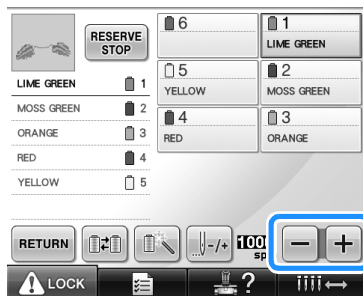 RESERVE
STOP
LIME GREEN 1
MOSS GREEN 2
ORANGE 3
RED 4
YELLOW 5
6
1
LIME GREEN
5
YELLOW
2
MOSS GREEN
4
RED
3
ORANGE
RETURN
-/+
100
sp
− +
LOCK
?